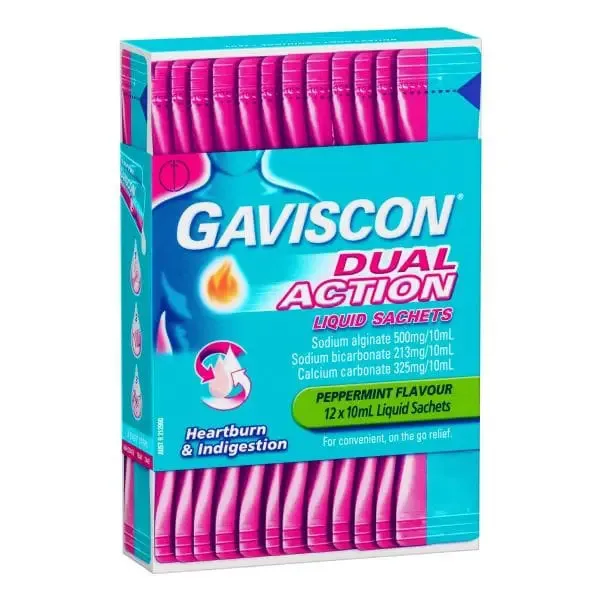 GAVISCON®
DUAL
ACTION
LIQUID SACHETS
Sodium alginate 500mg/10mL
Sodium bicarbonate 213mg/10mL
Calcium carbonate 325mg/10mL
PEPPERMINT FLAVOUR
12 x 10mL Liquid Sachets
For convenient, on the go relief.
Heartburn
& Indigestion